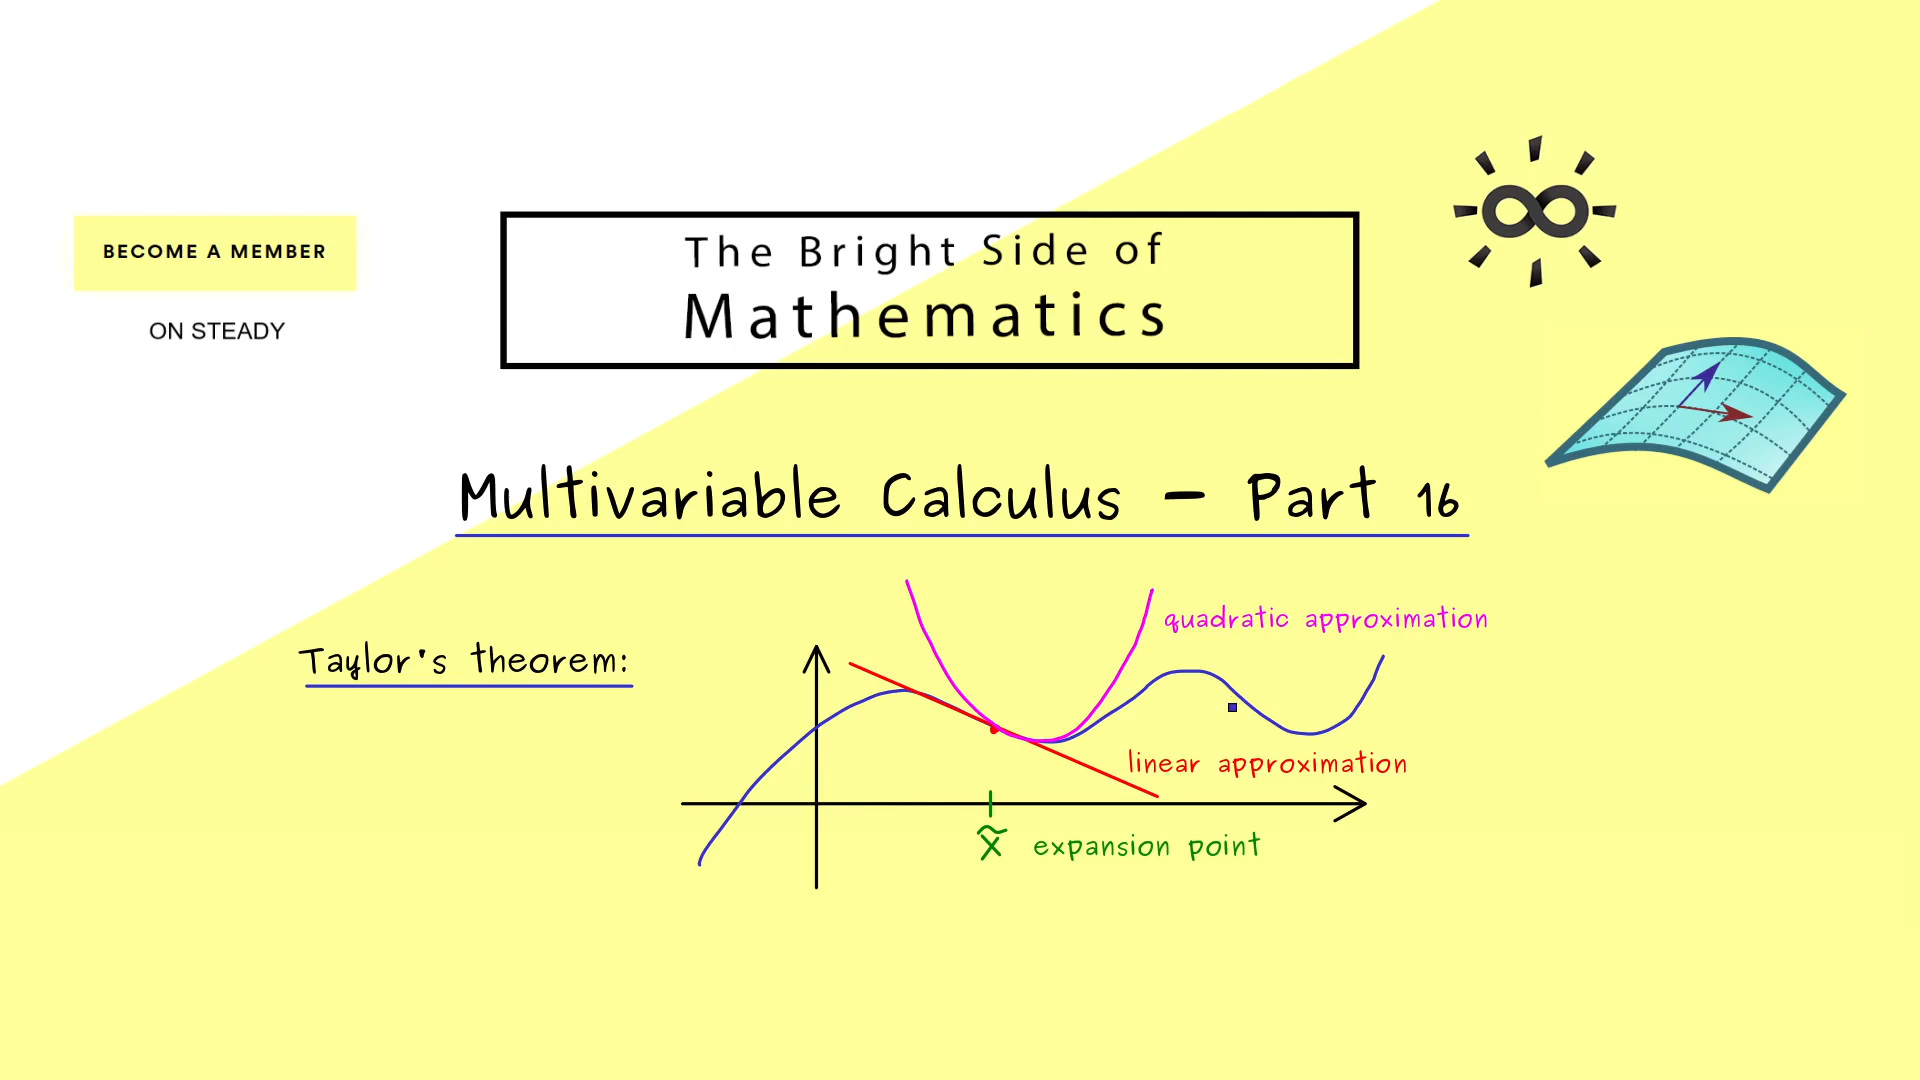 BECOME A MEMBER
ON STEADY
The Bright Side of
Mathematics
Multivariable Calculus – Part 16
Taylor's theorem:
quadratic approximation
linear approximation
x̃ expansion point